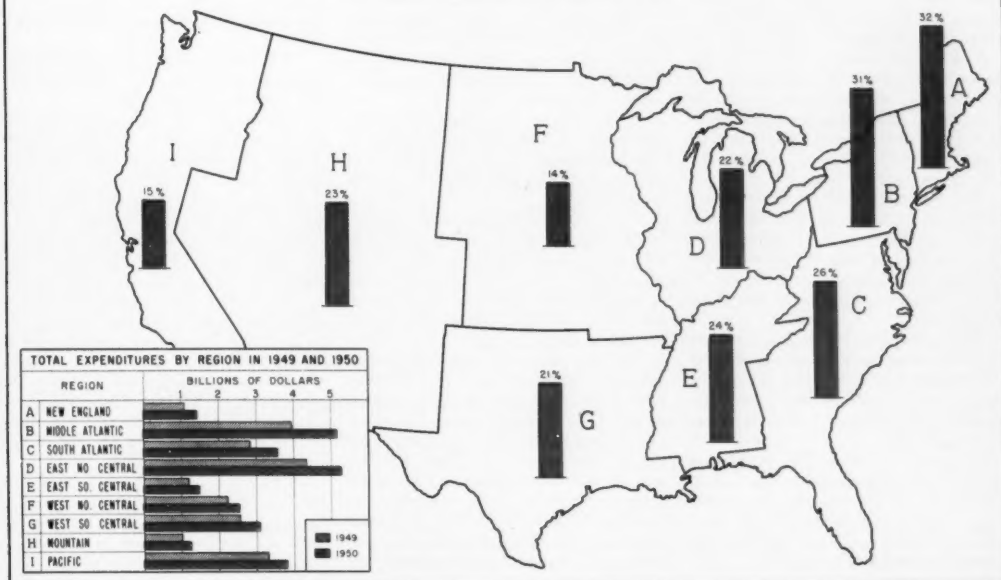 32%
A
31%
B
F
I
H
22%
14%
23%
15%
D
26%
C
24%
E
21%
G
TOTAL EXPENDITURES BY REGION IN 1949 AND 1950
REGION BILLIONS OF DOLLARS
1 2 3 4 5
A NEW ENGLAND
B MIDDLE ATLANTIC
C SOUTH ATLANTIC
D EAST NO CENTRAL
E EAST SO. CENTRAL
F WEST NO. CENTRAL
G WEST SO CENTRAL
H MOUNTAIN
I PACIFIC
1949
1950